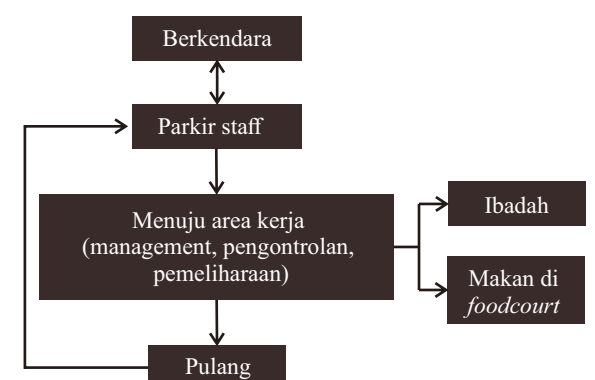 Berkendara
Parkir staff
Menuju area kerja
(management, pengontrolan,
pemeliharaan)
Ibadah
Makan di
foodcourt
Pulang